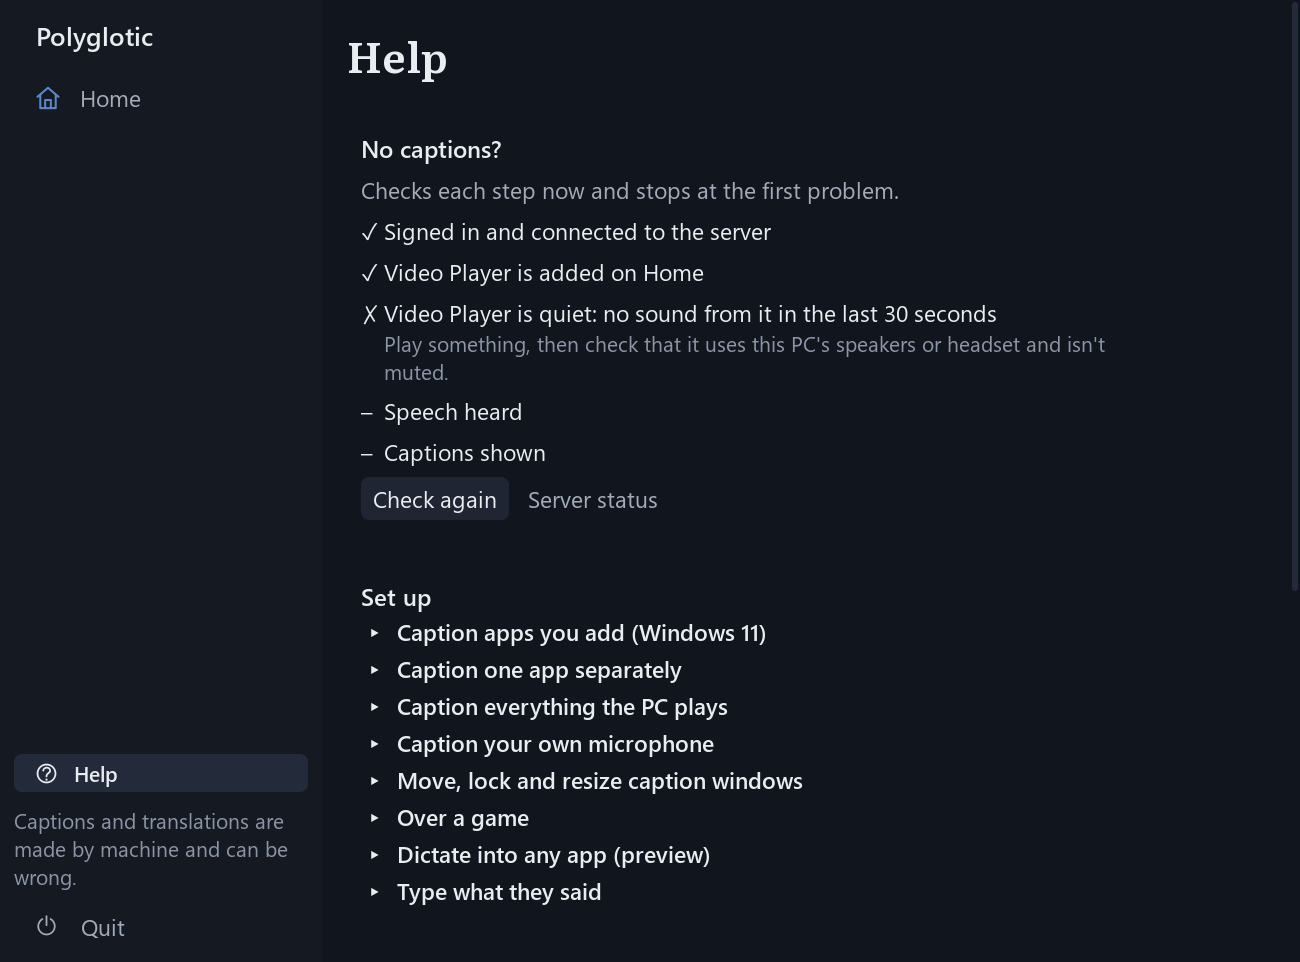 Polyglotic
Home
Help
Captions and translations are
made by machine and can be
wrong.
Quit
Help
No captions?
Checks each step now and stops at the first problem.
✓ Signed in and connected to the server
✓ Video Player is added on Home
✗ Video Player is quiet: no sound from it in the last 30 seconds
Play something, then check that it uses this PC's speakers or headset and isn't
muted.
– Speech heard
– Captions shown
Check again
Server status
Set up
‣ Caption apps you add (Windows 11)
‣ Caption one app separately
‣ Caption everything the PC plays
‣ Caption your own microphone
‣ Move, lock and resize caption windows
‣ Over a game
‣ Dictate into any app (preview)
‣ Type what they said